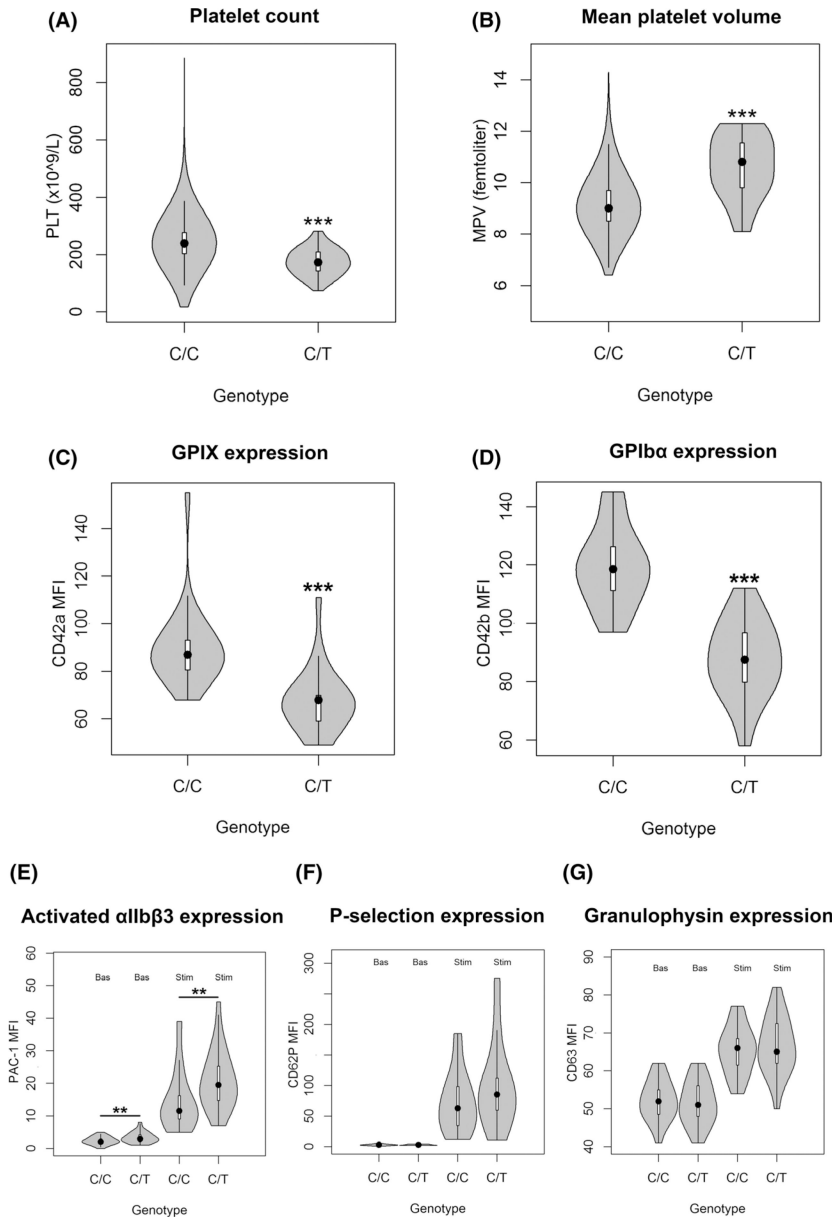 (A) Platelet count
PLT (x10^9/L)
800
600
400
200
0
***
C/C C/T
Genotype
(B) Mean platelet volume
MPV (femtoliter)
14
12
10
8
6
***
C/C C/T
Genotype
(C) GPIX expression
CD42a MFI
140
120
100
80
60
***
C/C C/T
Genotype
(D) GPIbα expression
CD42b MFI
140
120
100
80
60
***
C/C C/T
Genotype
(E)
Activated αIIbβ3 expression
PAC-1 MFI
60
50
40
30
20
10
0
Bas Bas Stim Stim
**
**
C/C C/T C/C C/T
Genotype
(F)
P-selection expression
CD62P MFI
300
200
100
50
0
Bas Bas Stim Stim
C/C C/T C/C C/T
Genotype
(G)
Granulophysin expression
CD63 MFI
90
80
70
60
50
40
Bas Bas Stim Stim
C/C C/T C/C C/T
Genotype